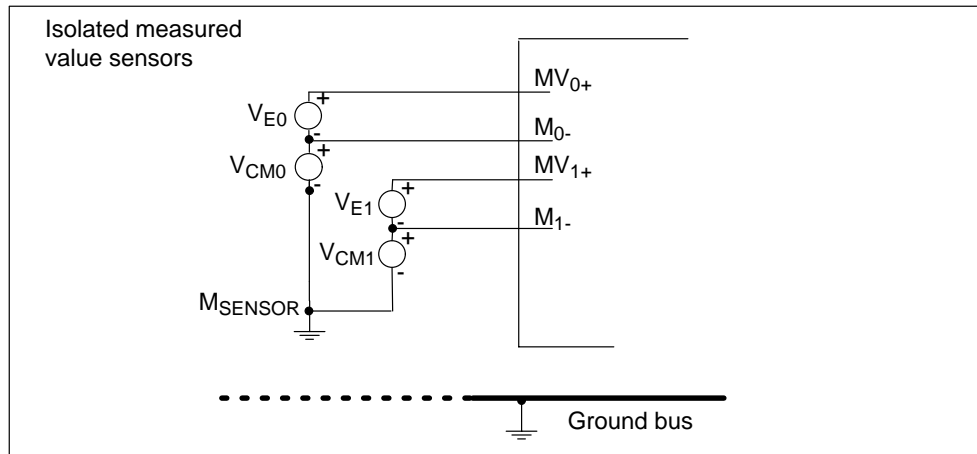 Isolated measured
value sensors
MV0+
+
VE0
-
M0-
+
VCM0
-
MV1+
+
VE1
-
M1-
+
VCM1
-
MSENSOR
Ground bus